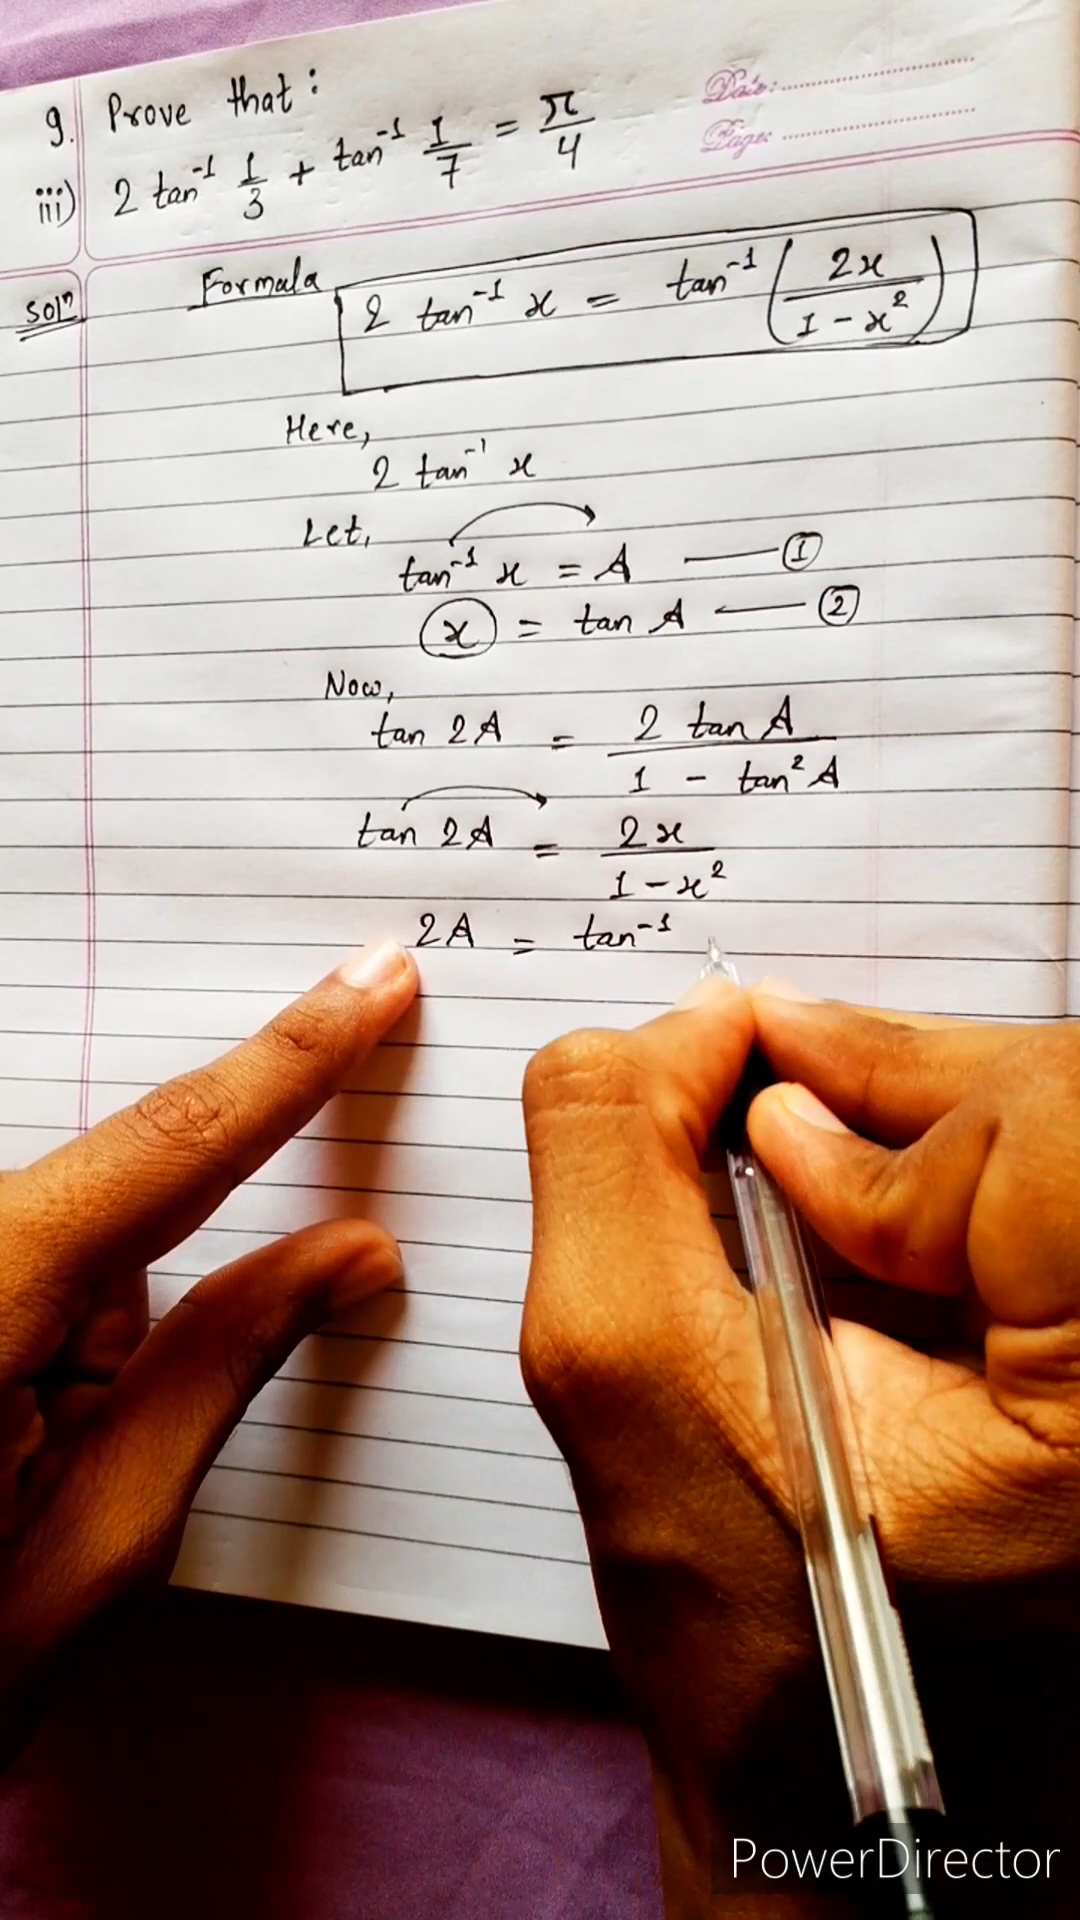 9. Prove that :
Date:
Page:
iii) 2 tan⁻¹ 1/3 + tan⁻¹ 1/7 = π/4
Solⁿ
Formala
2 tan⁻¹ x = tan⁻¹ (2x / 1 - x²)
Here,
2 tan⁻¹ x
Let,
tan⁻¹ x = A —— ①
x = tan A —— ②
Now,
tan 2A = 2 tan A / 1 - tan² A
tan 2A = 2x / 1 - x²
2A = tan⁻¹
PowerDirector